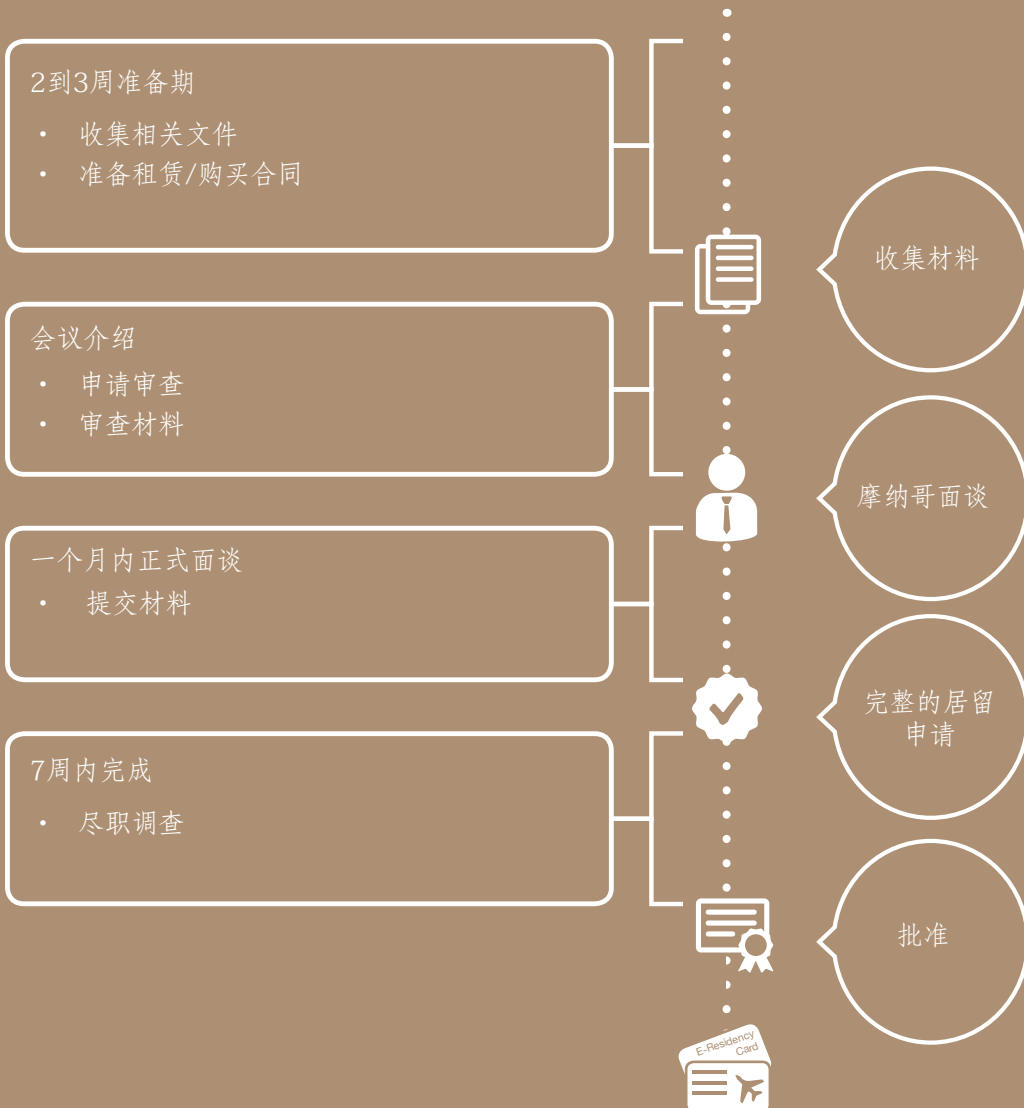 2到3周准备期
· 收集相关文件
· 准备租赁/购买合同
收集材料
会议介绍
· 申请审查
· 审查材料
摩纳哥面谈
一个月内正式面谈
· 提交材料
完整的居留
申请
7周内完成
· 尽职调查
批准
E-Residency
Card